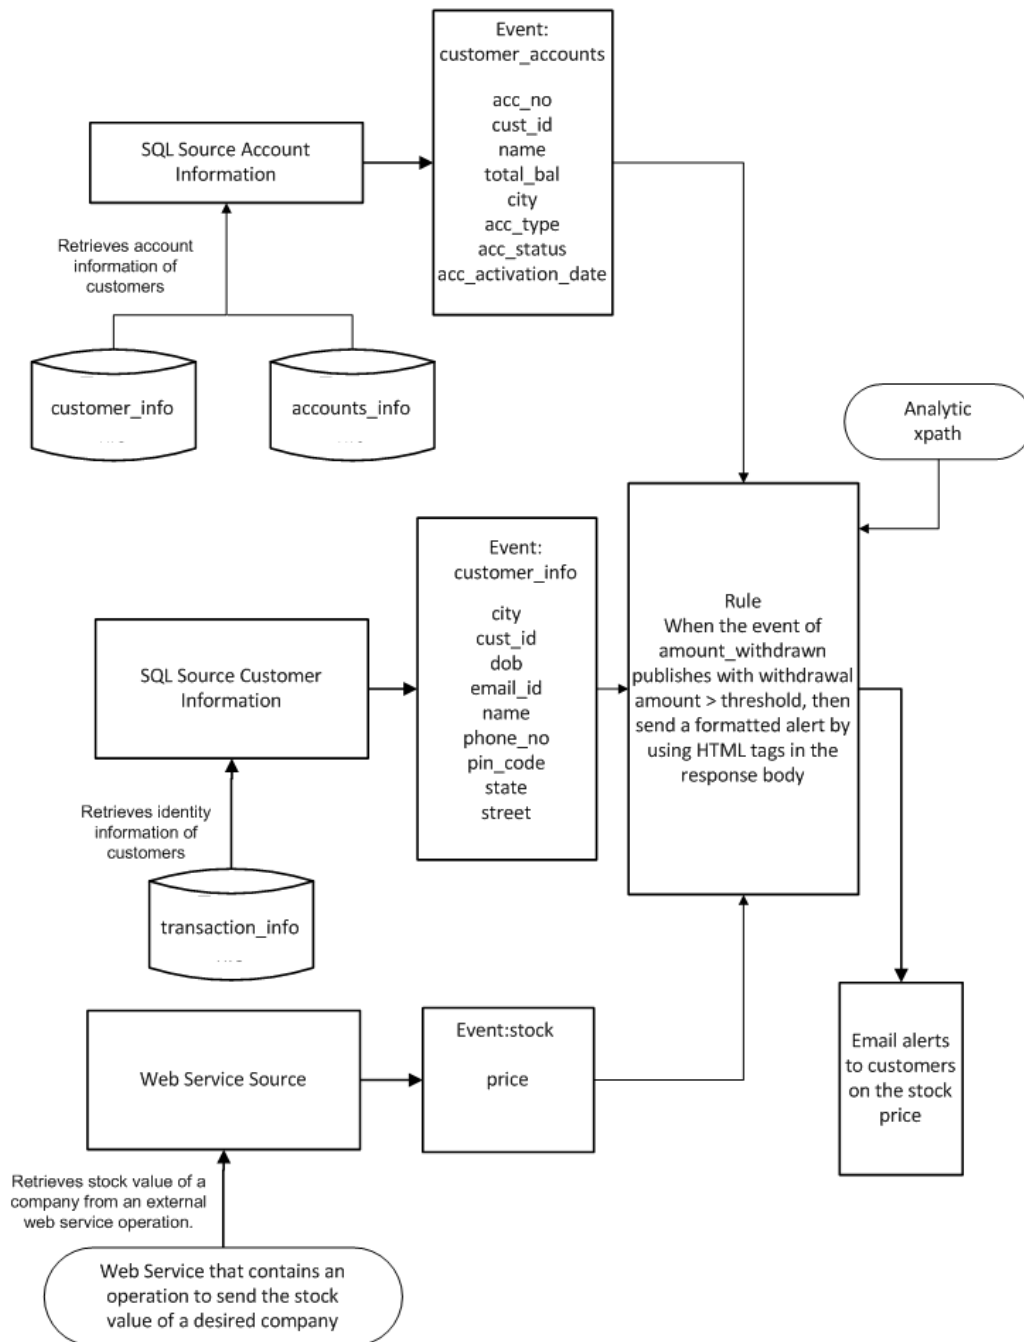 Event:
customer_accounts
acc_no
cust_id
name
total_bal
city
acc_type
acc_status
acc_activation_date
SQL Source Account
Information
Retrieves account
information of
customers
customer_info
accounts_info
Analytic
xpath
Event:
customer_info
city
cust_id
dob
email_id
name
phone_no
pin_code
state
street
SQL Source Customer
Information
Retrieves identity
information of
customers
transaction_info
Rule
When the event of
amount_withdrawn
publishes with withdrawal
amount > threshold, then
send a formatted alert by
using HTML tags in the
response body
Web Service Source
Event:stock
price
Email alerts
to customers
on the stock
price
Retrieves stock value of a
company from an external
web service operation.
Web Service that contains an
operation to send the stock
value of a desired company